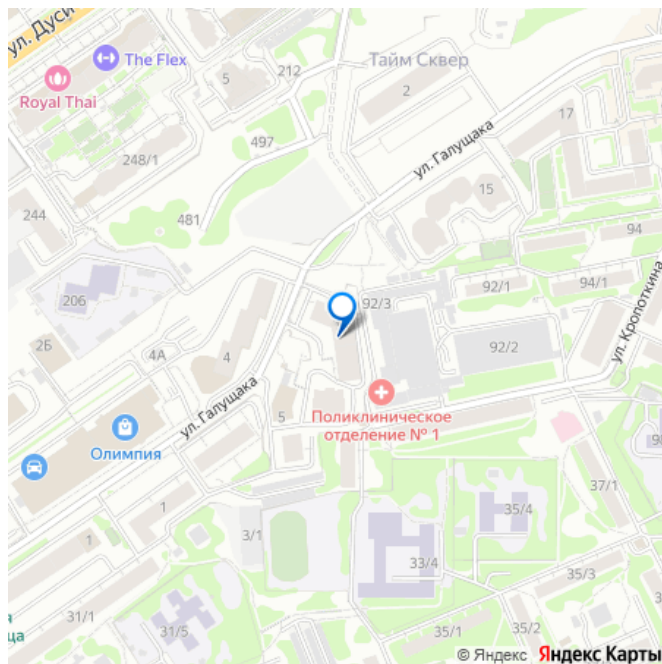 ул. Дуси
The Flex
Royal Thai
5
212
Тайм Сквер
2
17
497
ул. Галущака
248/1
15
244
481
94
206
92/3
92/1
94/1
ул. Кропоткина
2Б
4А
4
92/2
ул. Галущака
5
Поликлиническое
отделение № 1
Олимпия
37/1
1
35/4
3/1
1
33/4
35/3
31/1
ца
31/5
35/1
35/2
© Яндекс
Яндекс Карты